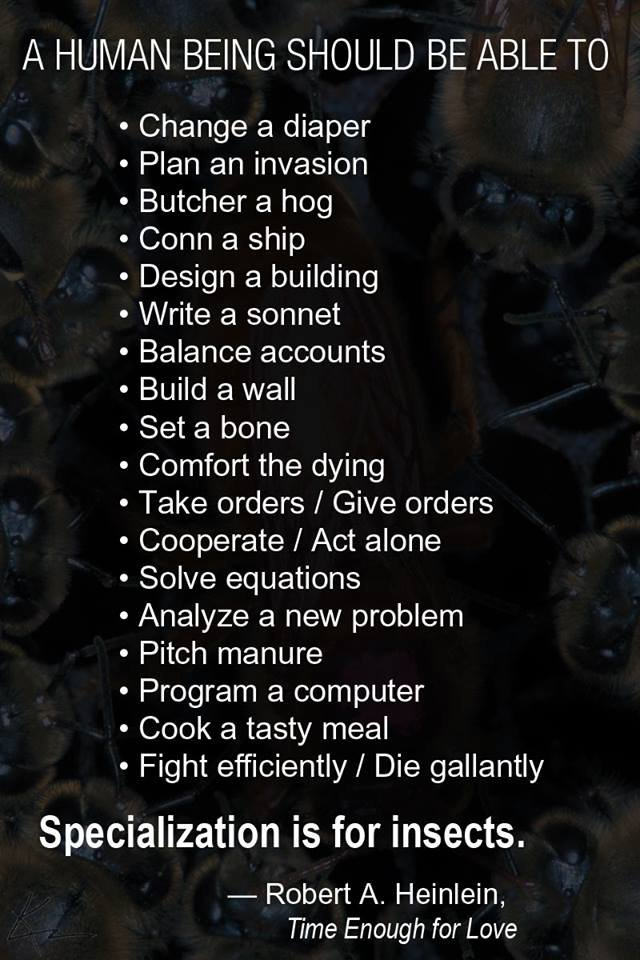 A HUMAN BEING SHOULD BE ABLE TO
• Change a diaper
• Plan an invasion
• Butcher a hog
• Conn a ship
• Design a building
• Write a sonnet
• Balance accounts
• Build a wall
• Set a bone
• Comfort the dying
• Take orders / Give orders
• Cooperate / Act alone
• Solve equations
• Analyze a new problem
• Pitch manure
• Program a computer
• Cook a tasty meal
• Fight efficiently / Die gallantly
Specialization is for insects.
— Robert A. Heinlein,
Time Enough for Love